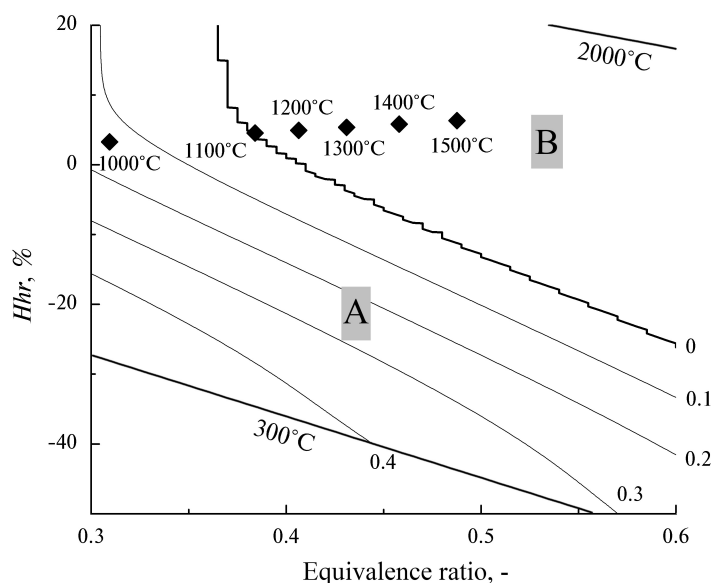 20
2000˚C
1400˚C
1200˚C
B
1100˚C
1300˚C
1500˚C
1000˚C
0
Hhr, %
-20
A
0
0.1
-40
300˚C
0.2
0.4
0.3
0.3
0.4
0.5
0.6
Equivalence ratio, -